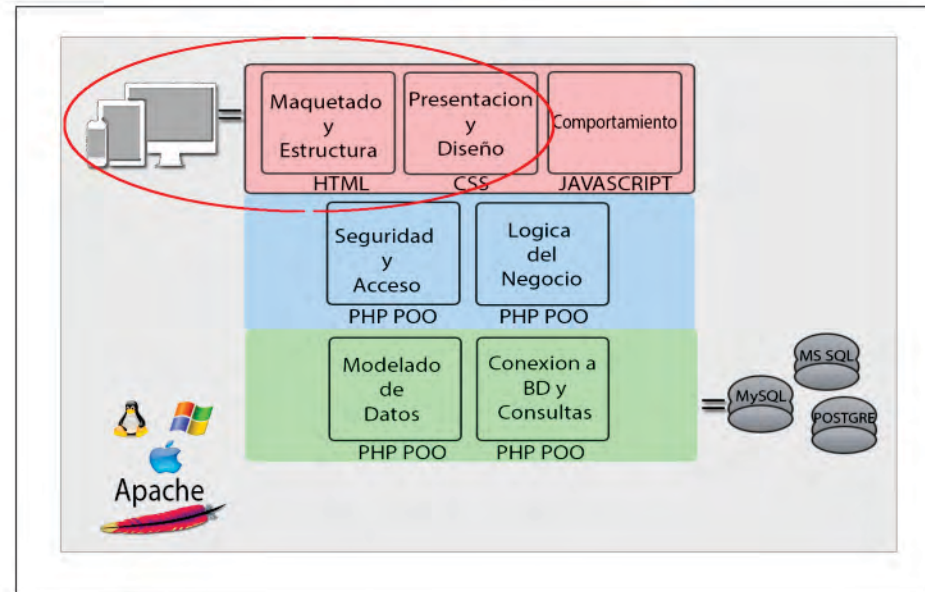 Maquetado
y
Estructura
HTML
Presentacion
y
Diseño
CSS
Comportamiento
JAVASCRIPT
Seguridad
y
Acceso
PHP POO
Logica
del
Negocio
PHP POO
Modelado
de
Datos
PHP POO
Conexion a
BD y
Consultas
PHP POO
MS SQL
MySQL
POSTGRE
Apache